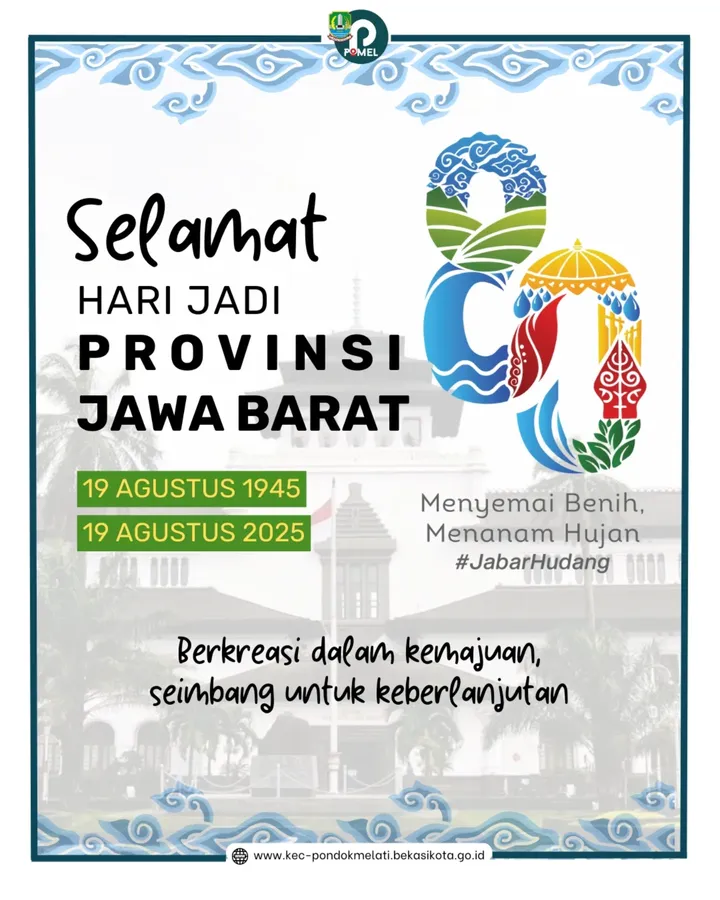 POMEL
Selamat
HARI JADI
PROVINSI
JAWA BARAT
19 AGUSTUS 1945
19 AGUSTUS 2025
80
Menyemai Benih,
Menanam Hujan
#JabarHudang
Berkreasi dalam kemajuan,
seimbang untuk keberlanjutan
www.kec-pondokmelati.bekasikota.go.id